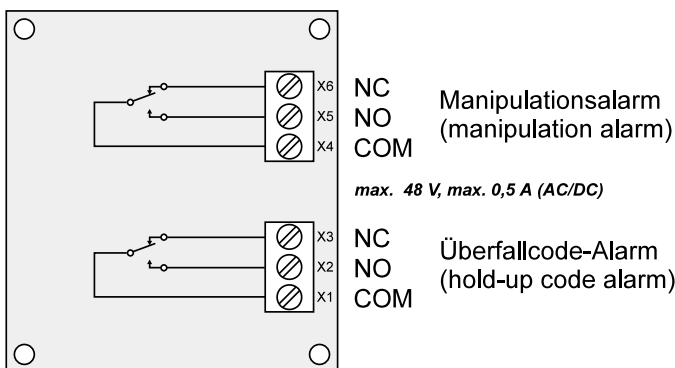 X6 NC
X5 NO
X4 COM
Manipulationsalarm
(manipulation alarm)
max. 48 V, max. 0,5 A (AC/DC)
X3 NC
X2 NO
X1 COM
Überfallcode-Alarm
(hold-up code alarm)